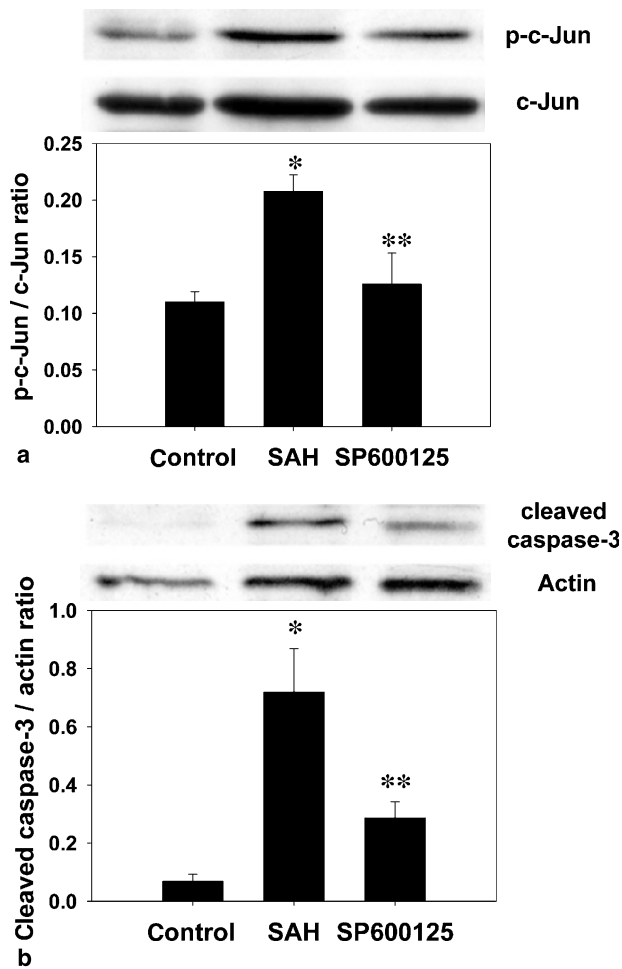 p-c-Jun
c-Jun
p-c-Jun / c-Jun ratio
0.25
0.20
0.15
0.10
0.05
0.00
*
**
Control SAH SP600125
a
cleaved
caspase-3
Actin
Cleaved caspase-3 / actin ratio
1.0
0.8
0.6
0.4
0.2
0.0
*
**
Control SAH SP600125
b